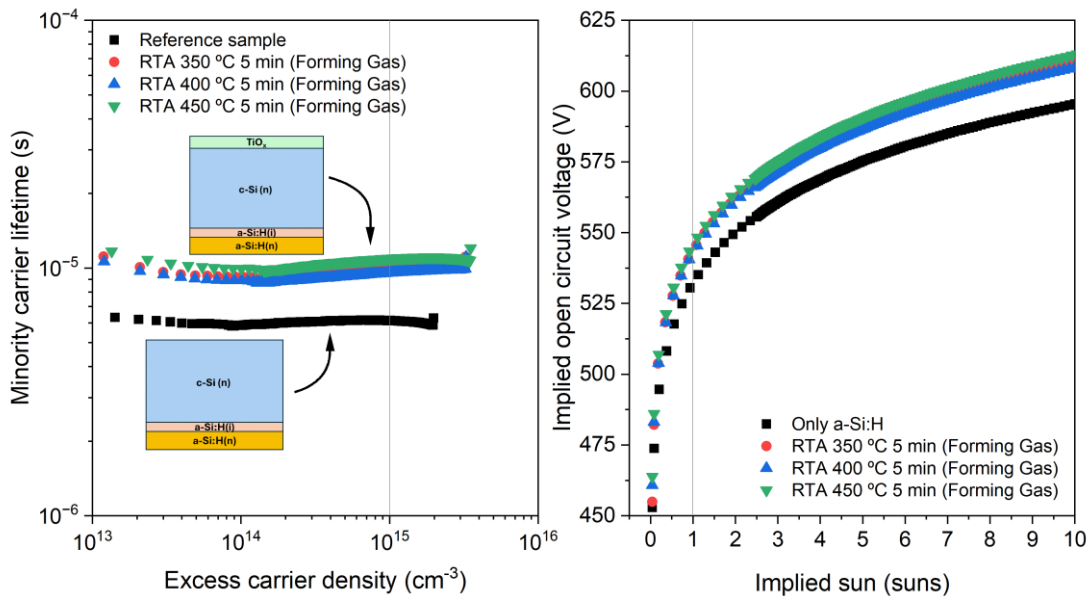 Minority carrier lifetime (s)
10⁻⁴
10⁻⁵
10⁻⁶
Reference sample
RTA 350 ºC 5 min (Forming Gas)
RTA 400 ºC 5 min (Forming Gas)
RTA 450 ºC 5 min (Forming Gas)
TiOₓ
c-Si (n)
a-Si:H(i)
a-Si:H(n)
c-Si (n)
a-Si:H(i)
a-Si:H(n)
10¹³
10¹⁴
10¹⁵
10¹⁶
Excess carrier density (cm⁻³)
Implied open circuit voltage (V)
625
600
575
550
525
500
475
450
Only a-Si:H
RTA 350 ºC 5 min (Forming Gas)
RTA 400 ºC 5 min (Forming Gas)
RTA 450 ºC 5 min (Forming Gas)
0 1 2 3 4 5 6 7 8 9 10
Implied sun (suns)